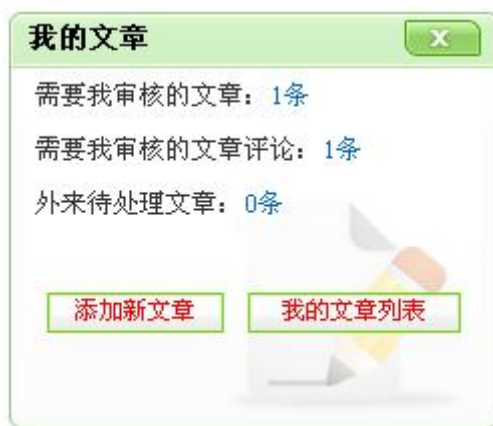 我的文章
需要我审核的文章：1条
需要我审核的文章评论：1条
外来待处理文章：0条
添加新文章 我的文章列表